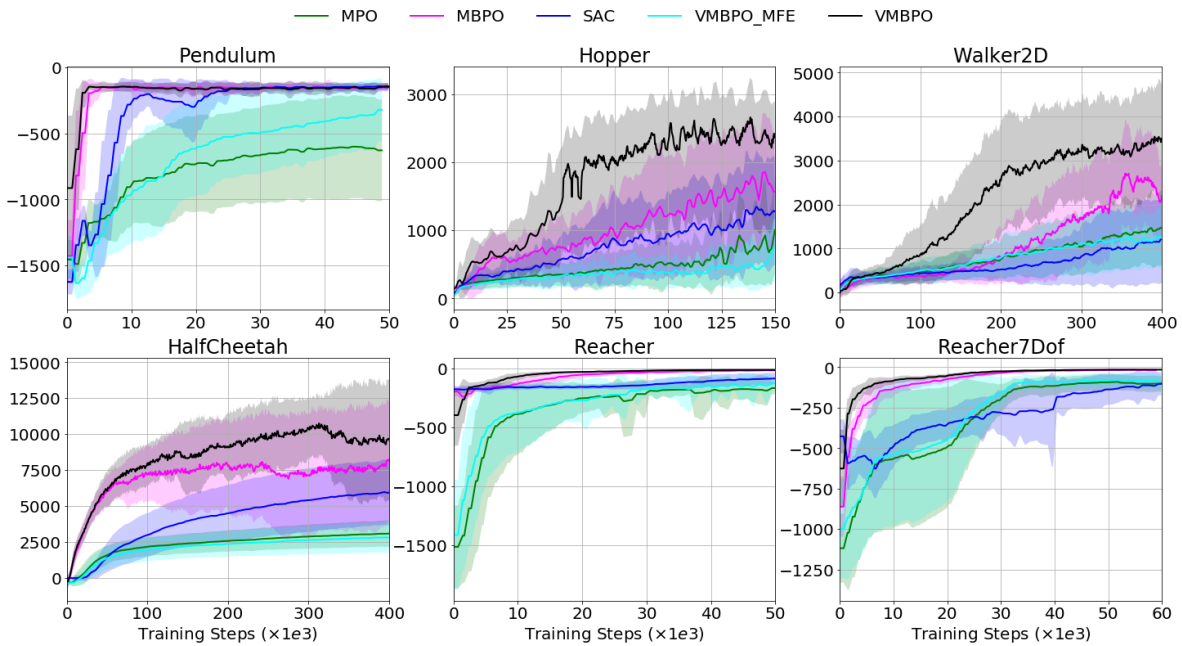 MPO MBPO SAC VMBPO_MFE VMBPO
Pendulum Hopper Walker2D
0
−500
−1000
−1500
0 10 20 30 40 50
3000
2000
1000
0
0 25 50 75 100 125 150
5000
4000
3000
2000
1000
0
0 100 200 300 400
HalfCheetah Reacher Reacher7Dof
15000
12500
10000
7500
5000
2500
0
0 100 200 300 400
Training Steps (×1e3)
0
−500
−1000
−1500
0 10 20 30 40 50
Training Steps (×1e3)
0
−250
−500
−750
−1000
−1250
0 10 20 30 40 50 60
Training Steps (×1e3)